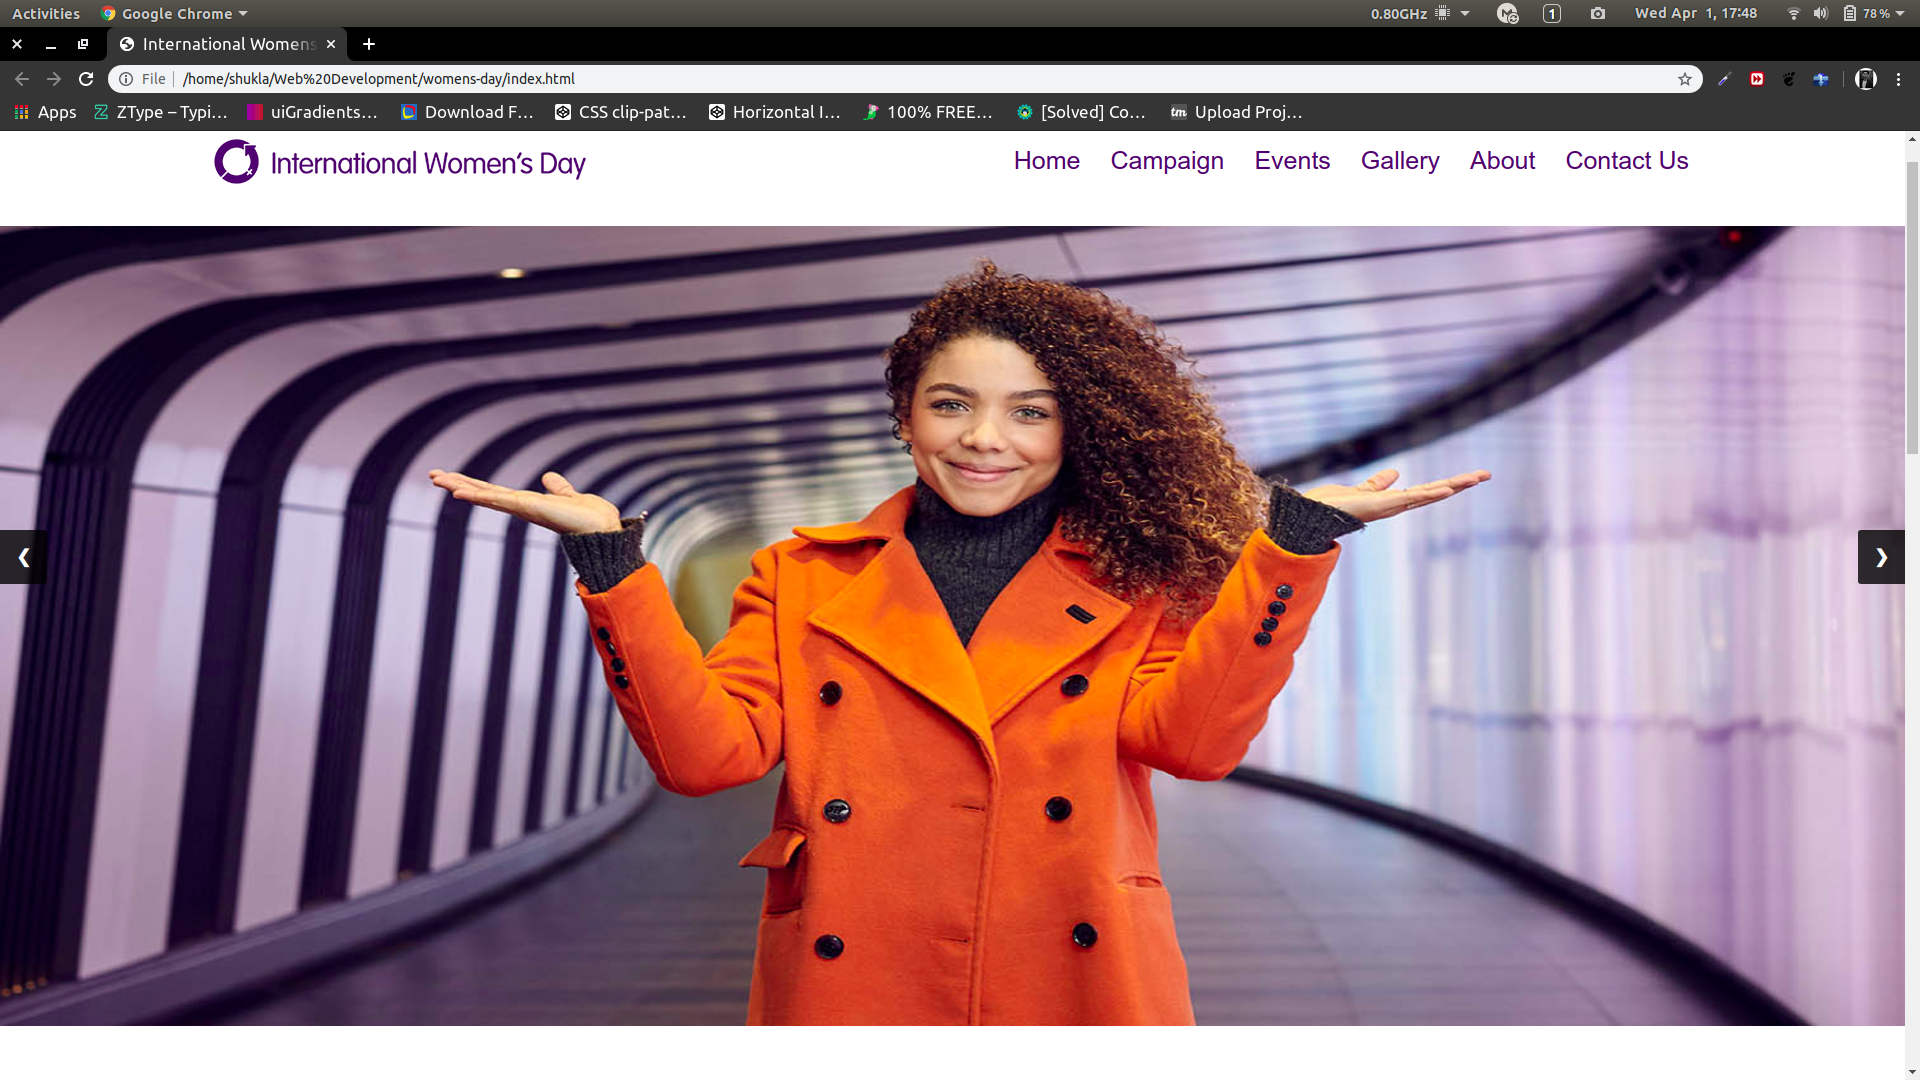 Activities Google Chrome 0.80GHz 1 Wed Apr 1, 17:48 78%
International Womens
File /home/shukla/Web%20Development/womens-day/index.html
Apps ZType – Typi... uiGradients... Download F... CSS clip-pat... Horizontal I... 100% FREE... [Solved] Co... tm Upload Proj...
International Women's Day Home Campaign Events Gallery About Contact Us